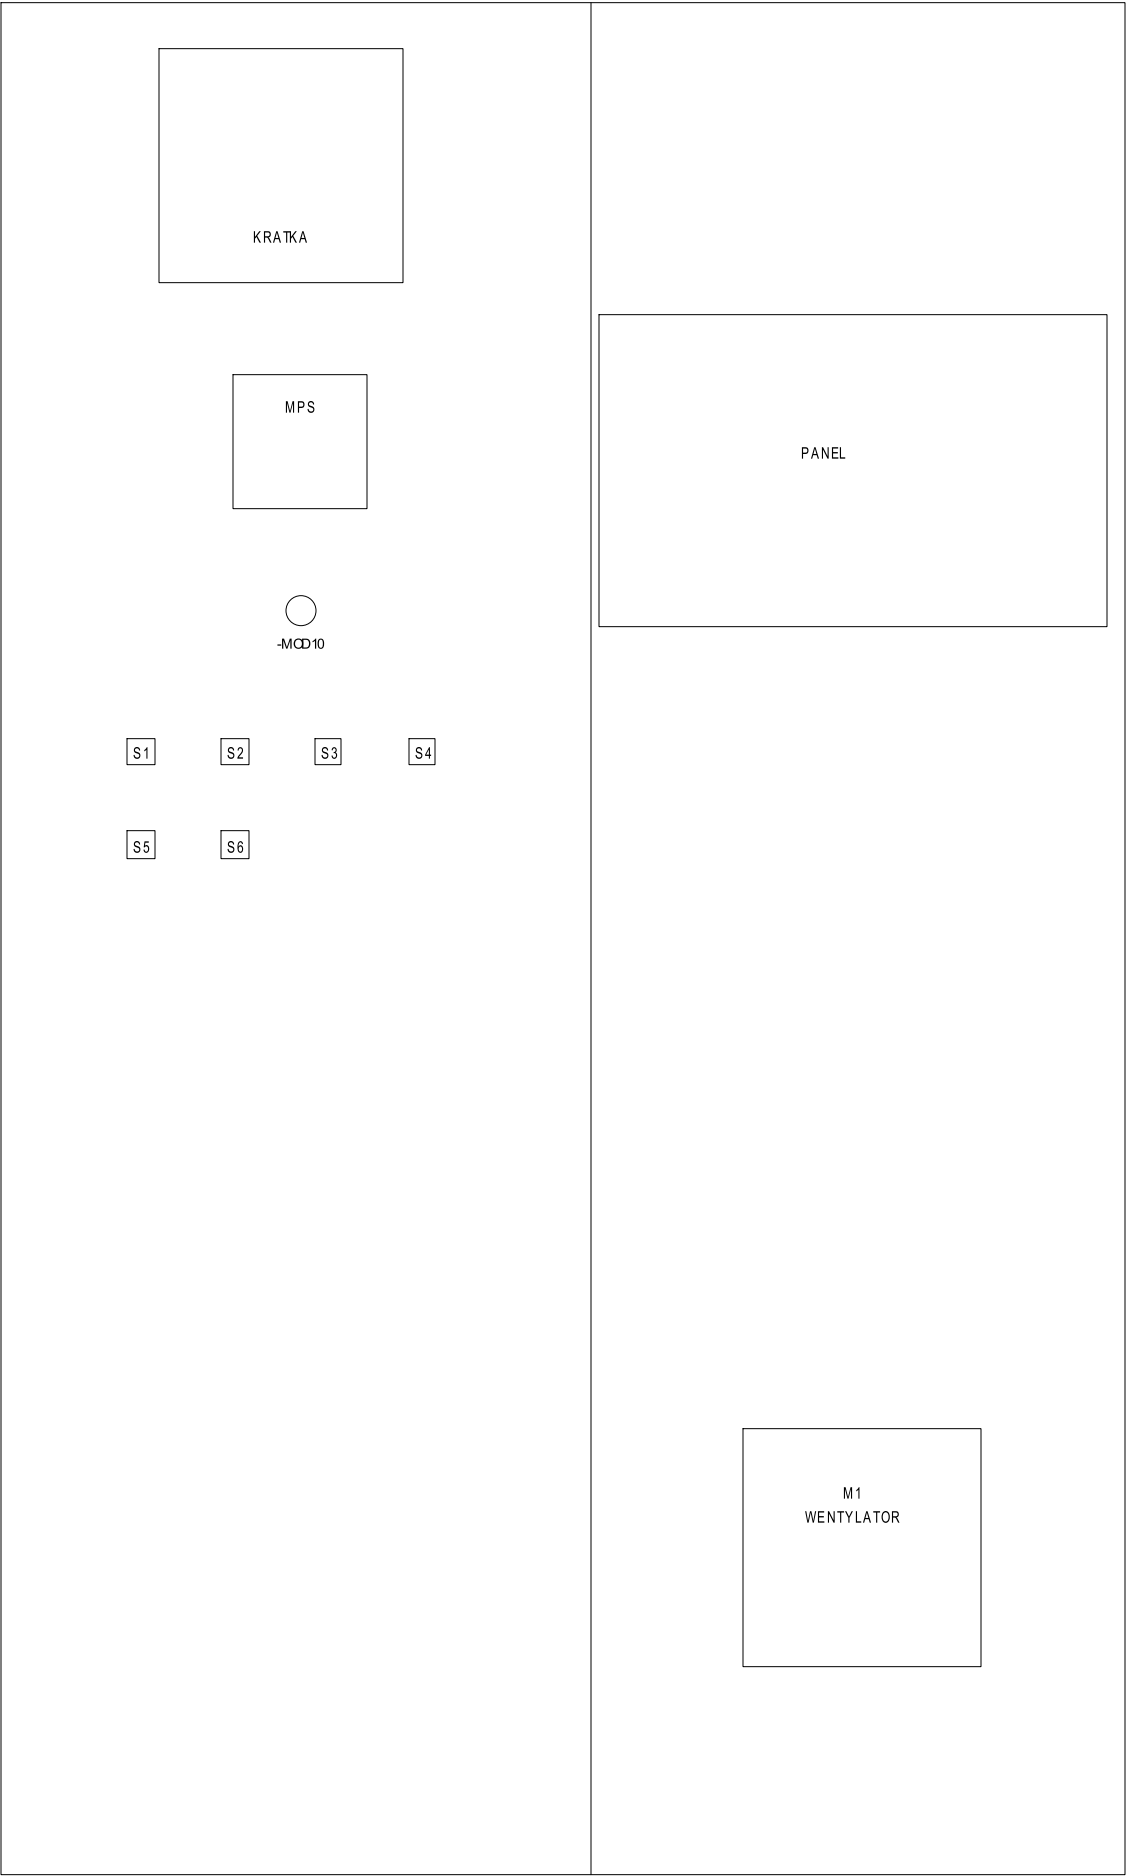 KRATKA
MPS
PANEL
-MOD10
S1 S2 S3 S4
S5 S6
M1
WENTYLATOR